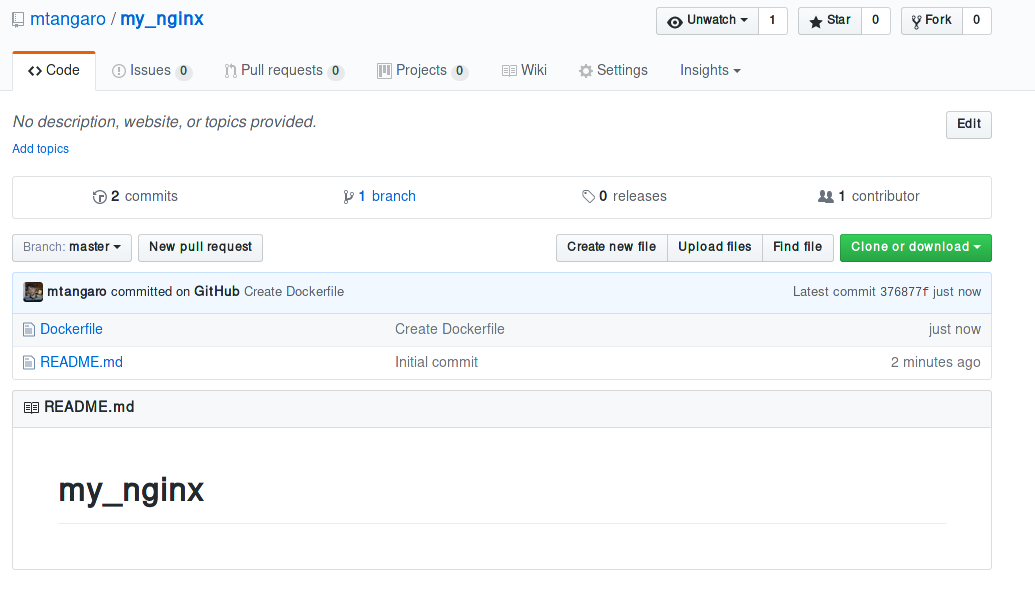 mtangaro / my_nginx
Unwatch 1 Star 0 Fork 0
Code Issues 0 Pull requests 0 Projects 0 Wiki Settings Insights
No description, website, or topics provided.
Edit
Add topics
2 commits 1 branch 0 releases 1 contributor
Branch: master New pull request Create new file Upload files Find file Clone or download
mtangaro committed on GitHub Create Dockerfile Latest commit 376877f just now
Dockerfile Create Dockerfile just now
README.md Initial commit 2 minutes ago
README.md
my_nginx